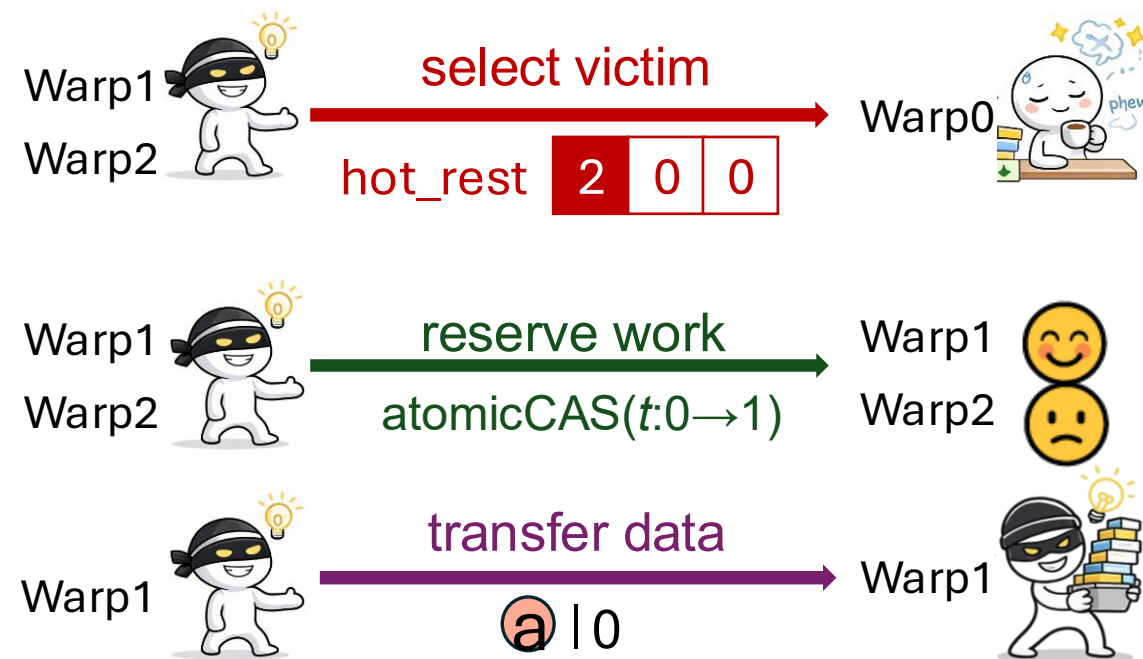 Warp1
Warp2
select victim
hot_rest 2 0 0
Warp0
phew
Warp1
Warp2
reserve work
atomicCAS(t:0→1)
Warp1
Warp2
Warp1
transfer data
a | 0
Warp1